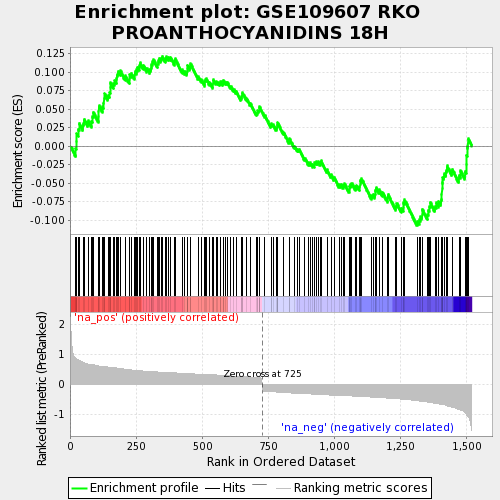 Enrichment plot: GSE109607 RKO
PROANTHOCYANIDINS 18H
Enrichment score (ES)
0.125
0.100
0.075
0.050
0.025
0.000
-0.025
-0.050
-0.075
-0.100
Ranked list metric (PreRanked)
'na_pos' (positively correlated)
2
1
0
-1
Zero cross at 725
'na_neg' (negatively correlated)
0
250
500
750
1,000
1,250
1,500
Rank in Ordered Dataset
Enrichment profile
Hits
Ranking metric scores